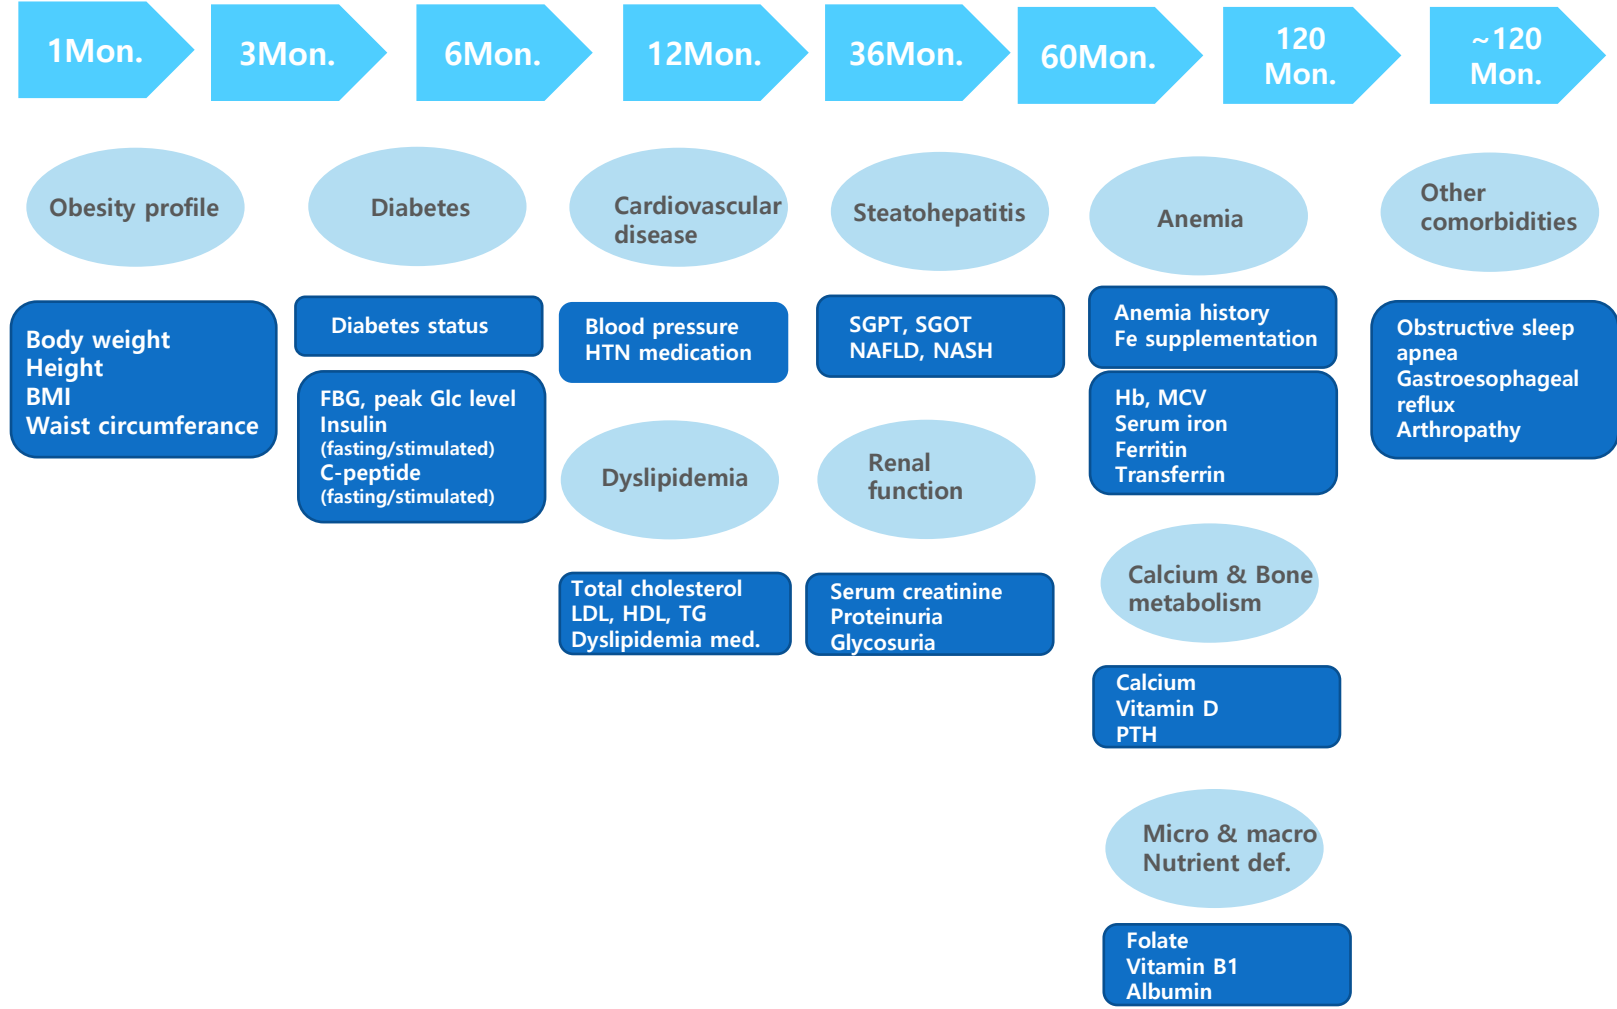 1Mon.
3Mon.
6Mon.
12Mon.
36Mon.
60Mon.
120
Mon.
~120
Mon.
Obesity profile
Body weight
Height
BMI
Waist circumferance
Diabetes
Diabetes status
FBG, peak Glc level
Insulin
(fasting/stimulated)
C-peptide
(fasting/stimulated)
Cardiovascular
disease
Blood pressure
HTN medication
Dyslipidemia
Total cholesterol
LDL, HDL, TG
Dyslipidemia med.
Steatohepatitis
SGPT, SGOT
NAFLD, NASH
Renal
function
Serum creatinine
Proteinuria
Glycosuria
Anemia
Anemia history
Fe supplementation
Hb, MCV
Serum iron
Ferritin
Transferrin
Calcium & Bone
metabolism
Calcium
Vitamin D
PTH
Micro & macro
Nutrient def.
Folate
Vitamin B1
Albumin
Other
comorbidities
Obstructive sleep
apnea
Gastroesophageal
reflux
Arthropathy